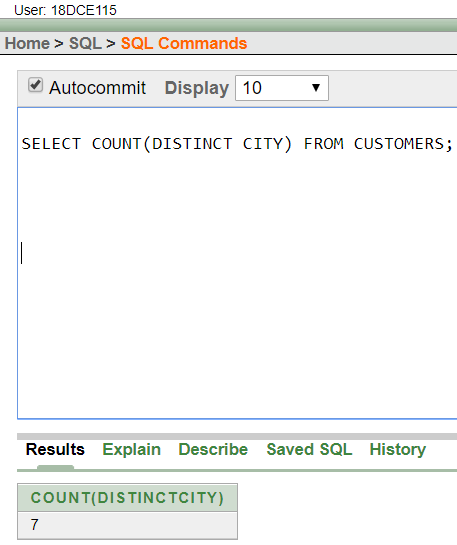 User: 18DCE115
Home > SQL > SQL Commands
Autocommit Display 10
SELECT COUNT(DISTINCT CITY) FROM CUSTOMERS;
Results Explain Describe Saved SQL History
COUNT(DISTINCTCITY)
7